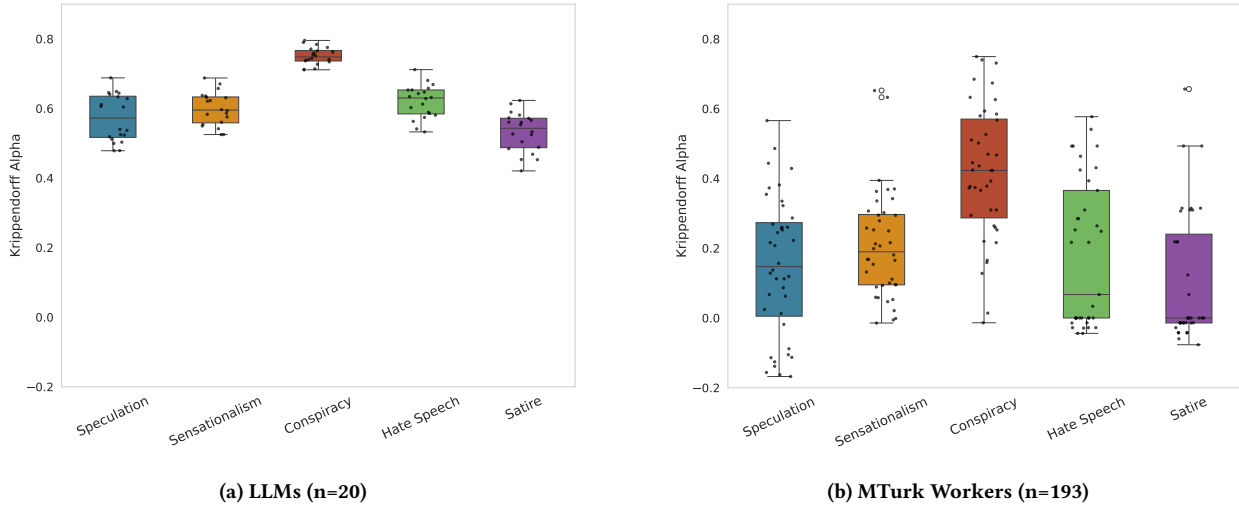 0.8
0.6
0.4
0.2
0.0
−0.2
Krippendorff Alpha
Speculation
Sensationalism
Conspiracy
Hate Speech
Satire
(a) LLMs (n=20)
0.8
0.6
0.4
0.2
0.0
−0.2
Krippendorff Alpha
Speculation
Sensationalism
Conspiracy
Hate Speech
Satire
(b) MTurk Workers (n=193)